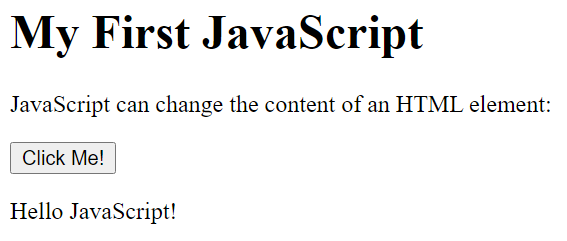 My First JavaScript
JavaScript can change the content of an HTML element:
Click Me!
Hello JavaScript!